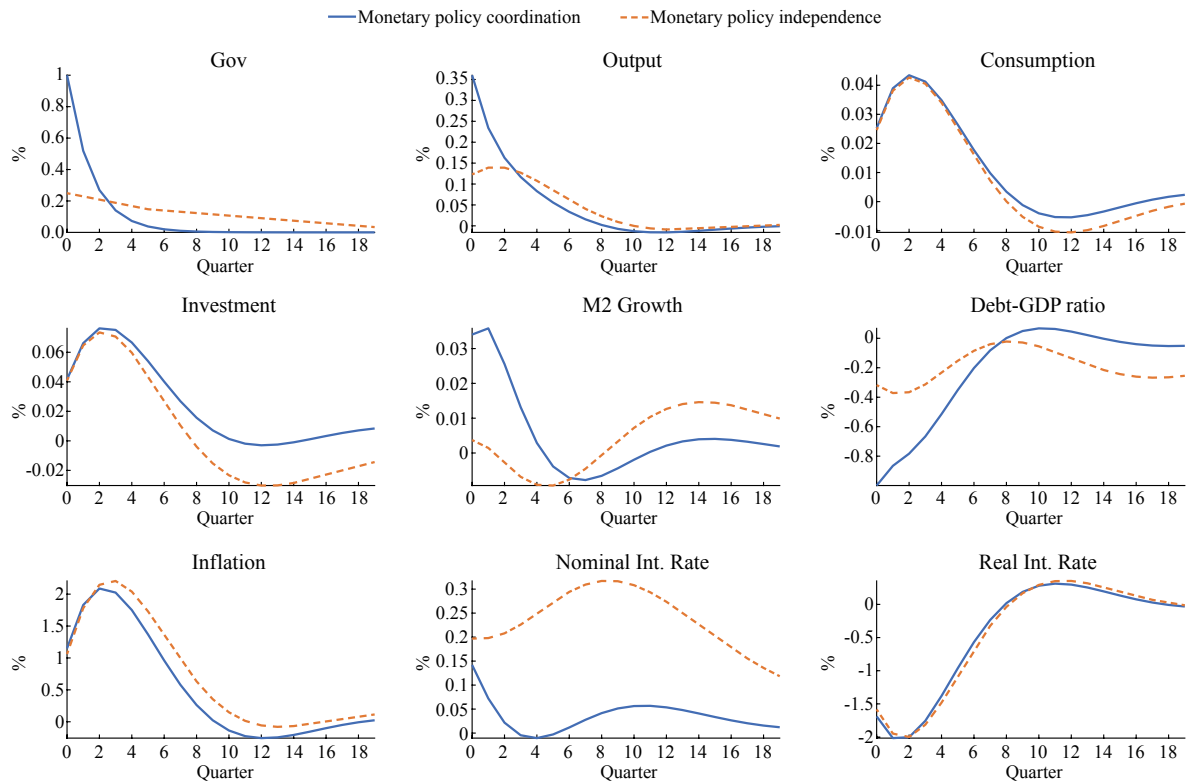 Monetary policy coordination Monetary policy independence
Gov
1
0.8
0.6
0.4
0.2
0.0
%
0 2 4 6 8 10 12 14 16 18
Quarter
Output
0.35
0.3
0.25
0.2
0.15
0.1
0.05
0
%
0 2 4 6 8 10 12 14 16 18
Quarter
Consumption
0.04
0.03
0.02
0.01
0
-0.01
%
0 2 4 6 8 10 12 14 16 18
Quarter
Investment
0.06
0.04
0.02
0
-0.02
%
0 2 4 6 8 10 12 14 16 18
Quarter
M2 Growth
0.03
0.02
0.01
0
%
0 2 4 6 8 10 12 14 16 18
Quarter
Debt-GDP ratio
0
-0.2
-0.4
-0.6
-0.8
%
0 2 4 6 8 10 12 14 16 18
Quarter
Inflation
2
1.5
1
0.5
0
%
0 2 4 6 8 10 12 14 16 18
Quarter
Nominal Int. Rate
0.3
0.25
0.2
0.15
0.1
0.05
0
%
0 2 4 6 8 10 12 14 16 18
Quarter
Real Int. Rate
0
-0.5
-1
-1.5
-2
%
0 2 4 6 8 10 12 14 16 18
Quarter